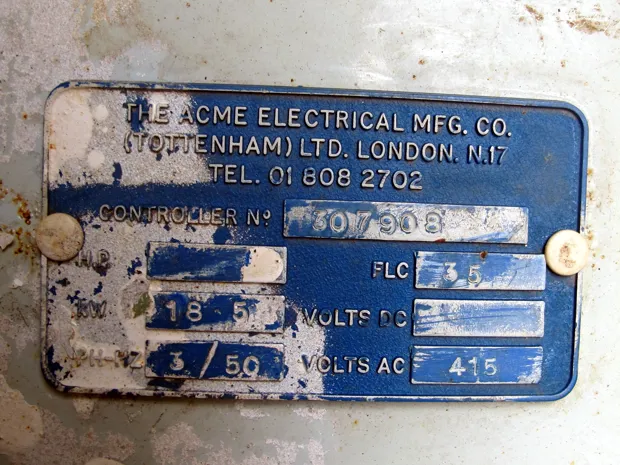 THE ACME ELECTRICAL MFG. CO.
(TOTTENHAM) LTD. LONDON. N.17
TEL. 01 808 2702
CONTROLLER Nº 307908
H.P. FLC 35
KW. 18·5 VOLTS DC
PH-HZ 3/50 VOLTS AC 415